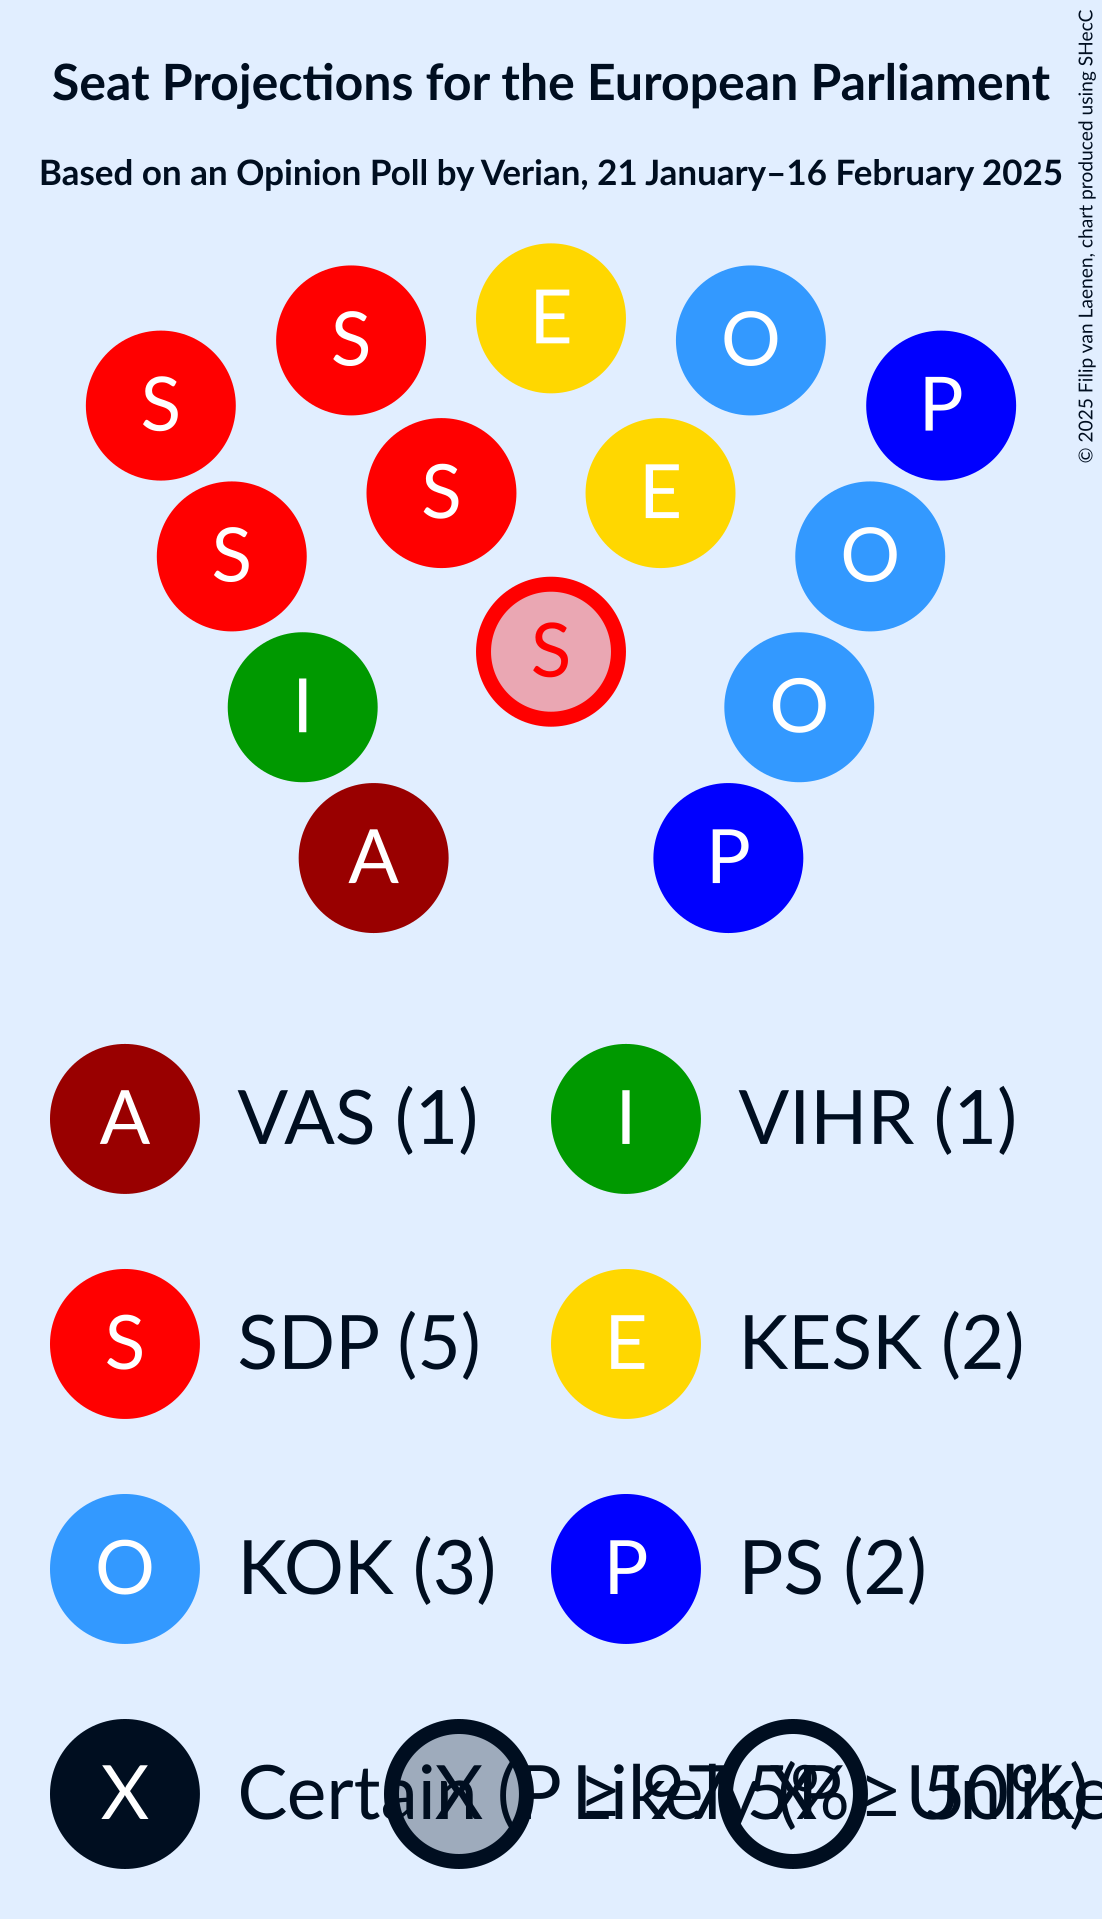 Seat Projections for the European Parliament
Based on an Opinion Poll by Verian, 21 January–16 February 2025
© 2025 Filip van Laenen, chart produced using SHecC
E
S O
S P
S E
S O
S
I O
A P
A VAS (1) I VIHR (1)
S SDP (5) E KESK (2)
O KOK (3) P PS (2)
X Certain (P ≥ 97.5%) X Likely (P ≥ 50%) X